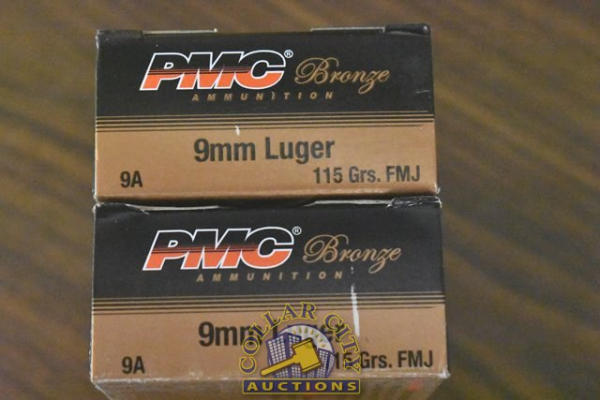 PMC® Bronze
AMMUNITION
9mm Luger
9A 115 Grs. FMJ
PMC® Bronze
AMMUNITION
9mm
9A Grs. FMJ
COLLAR CITY
AUCTIONS